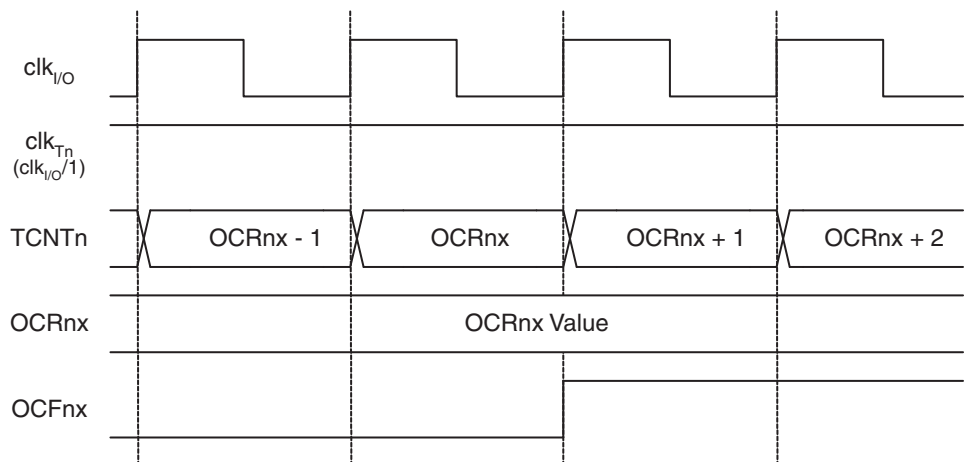 clkI/O
clkTn
(clkI/O/1)
TCNTn
OCRnx - 1
OCRnx
OCRnx + 1
OCRnx + 2
OCRnx
OCRnx Value
OCFnx